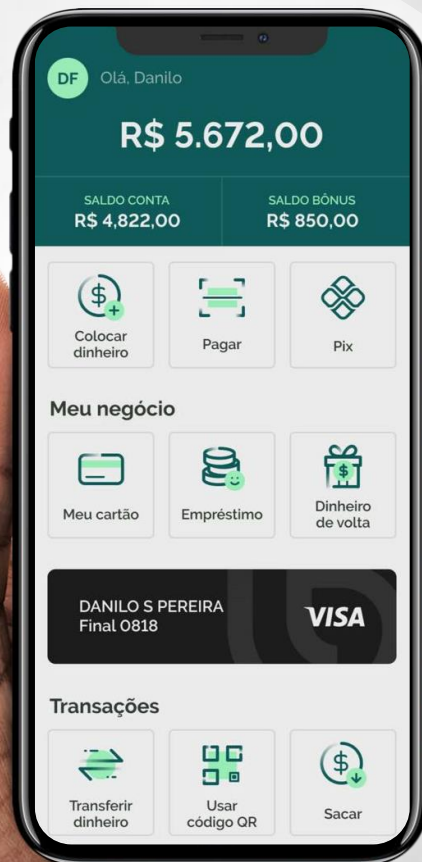 DF
Olá, Danilo
R$ 5.672,00
SALDO CONTA
R$ 4,822,00
SALDO BÔNUS
R$ 850,00
Colocar
dinheiro
Pagar
Pix
Meu negócio
Meu cartão
Empréstimo
Dinheiro
de volta
DANILO S PEREIRA
Final 0818
VISA
Transações
Transferir
dinheiro
Usar
código QR
Sacar